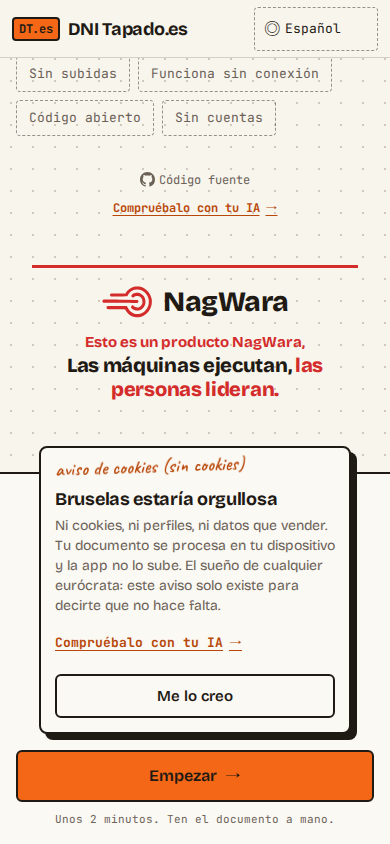 DT.es DNI Tapado.es Español
Sin subidas Funciona sin conexión
Código abierto Sin cuentas
Código fuente
Compruébalo con tu IA →
NagWara
Esto es un producto NagWara,
Las máquinas ejecutan, las
personas lideran.
aviso de cookies (sin cookies)
Bruselas estaría orgullosa
Ni cookies, ni perfiles, ni datos que vender.
Tu documento se procesa en tu dispositivo
y la app no lo sube. El sueño de cualquier
eurócrata: este aviso solo existe para
decirte que no hace falta.
Compruébalo con tu IA →
Me lo creo
Empezar →
Unos 2 minutos. Ten el documento a mano.